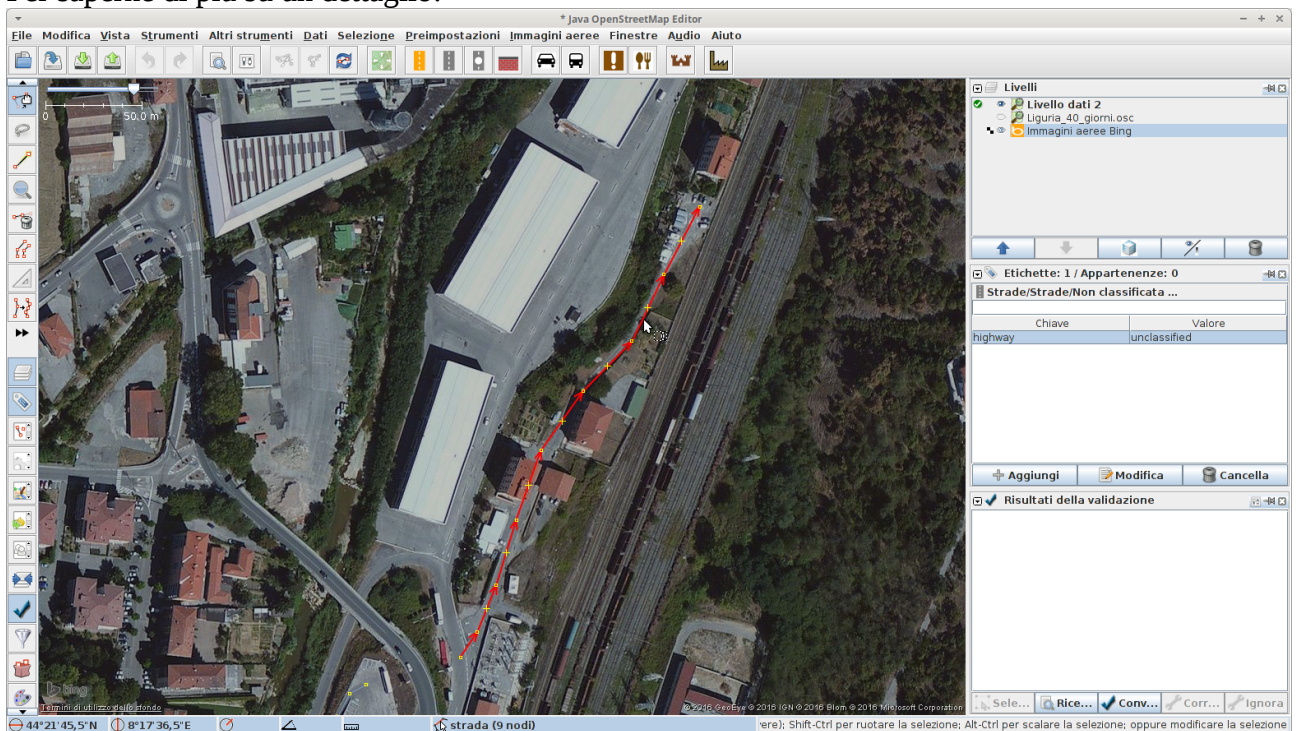 Per saperne di più su un dettaglio:
* Java OpenStreetMap Editor
File Modifica Vista Strumenti Altri strumenti Dati Selezione Preimpostazioni Immagini aeree Finestre Audio Aiuto
0 50.0 m
Livelli
Livello dati 2
Liguria_40_giorni.osc
Immagini aeree Bing
Etichette: 1 / Appartenenze: 0
Strade/Strade/Non classificata ...
Chiave Valore
highway unclassified
Aggiungi Modifica Cancella
Risultati della validazione
bing
Termini di utilizzo dello sfondo
© 2016 GeoEye © 2016 IGN © 2016 Blom © 2016 Microsoft Corporation
Sele... Rice... Conv... Corr... Ignora
44°21'45,5"N 8°17'36,5"E strada (9 nodi) vere); Shift-Ctrl per ruotare la selezione; Alt-Ctrl per scalare la selezione; oppure modificare la selezione